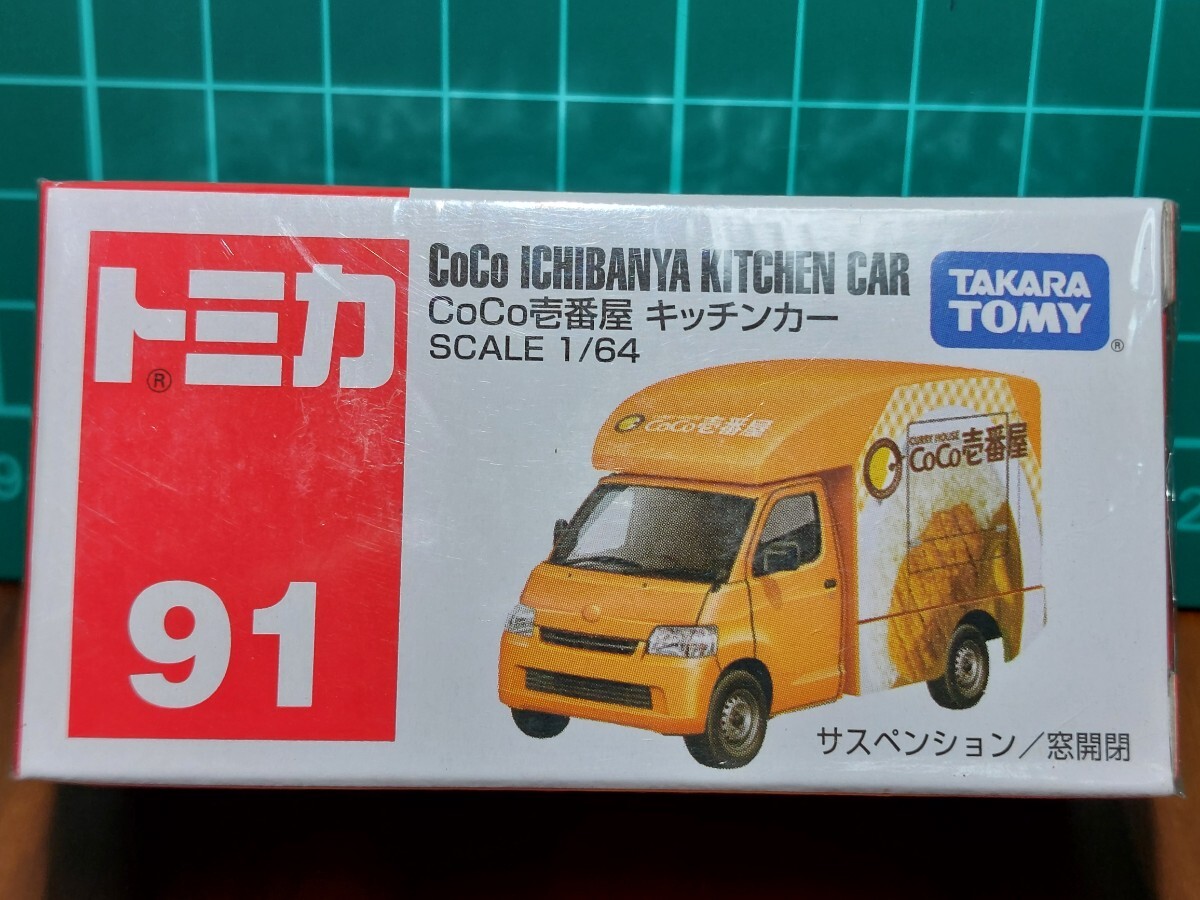 トミカ
®
91
CoCo ICHIBANYA KITCHEN CAR
CoCo壱番屋 キッチンカー
SCALE 1/64
TAKARA
TOMY
®
CoCo壱番屋
CURRY HOUSE
CoCo壱番屋
サスペンション／窓開閉
9
2